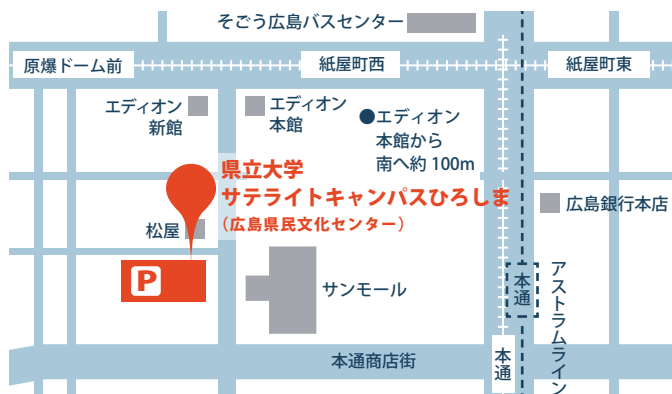 そごう広島バスセンター
原爆ドーム前
紙屋町西
紙屋町東
エディオン
新館
エディオン
本館
●エディオン
本館から
南へ約100m
県立大学
サテライトキャンパスひろしま
(広島県民文化センター)
広島銀行本店
松屋
P
サンモール
本通
アストラムライン
本通商店街
本通